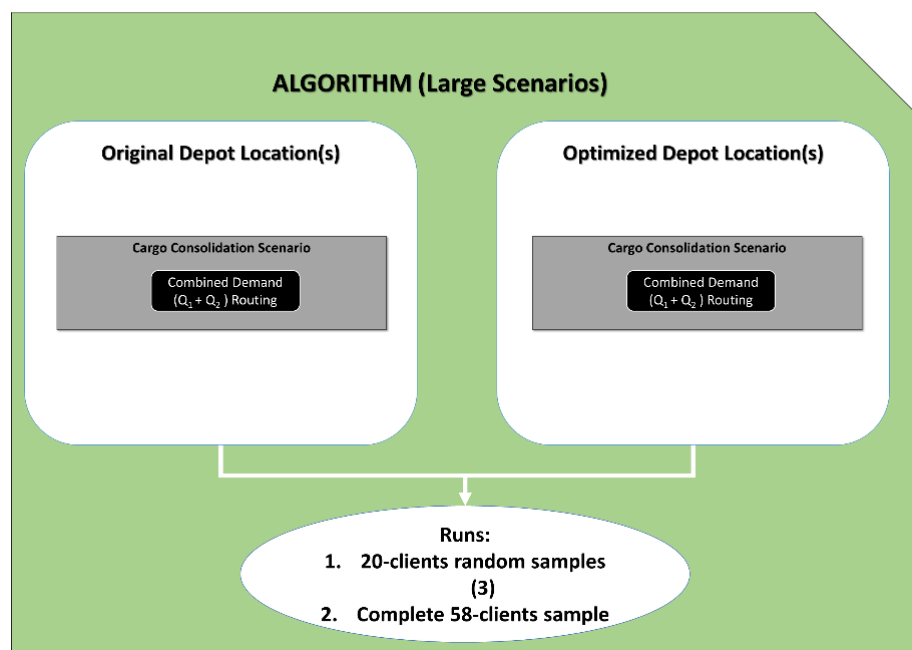 ALGORITHM (Large Scenarios)
Original Depot Location(s)
Cargo Consolidation Scenario
Combined Demand
(Q₁ + Q₂ ) Routing
Optimized Depot Location(s)
Cargo Consolidation Scenario
Combined Demand
(Q₁ + Q₂ ) Routing
Runs:
1. 20-clients random samples
(3)
2. Complete 58-clients sample